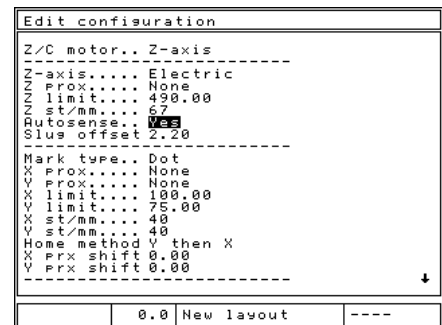 Edit configuration
Z/C motor.. Z-axis
-----------------------------
Z-axis..... Electric
Z prox..... None
Z limit.... 490.00
Z st/mm.... 67
Autosense.. Yes
Slug offset 2.20
-----------------------------
Mark type.. Dot
X prox..... None
Y prox..... None
X limit.... 100.00
Y limit.... 75.00
X st/mm.... 40
Y st/mm.... 40
Home method Y then X
X prx shift 0.00
Y prx shift 0.00
-----------------------------
0.0 New layout ----